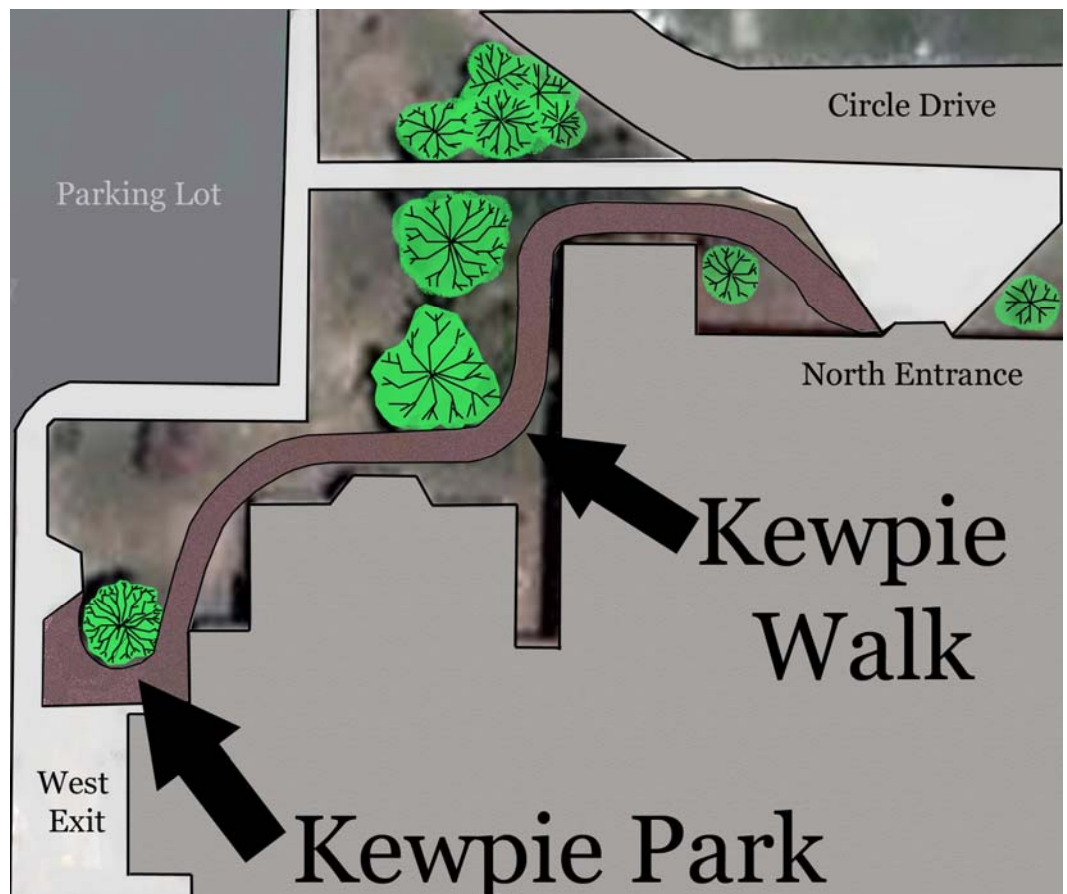 Circle Drive
Parking Lot
North Entrance
Kewpie
Walk
West
Exit
Kewpie Park